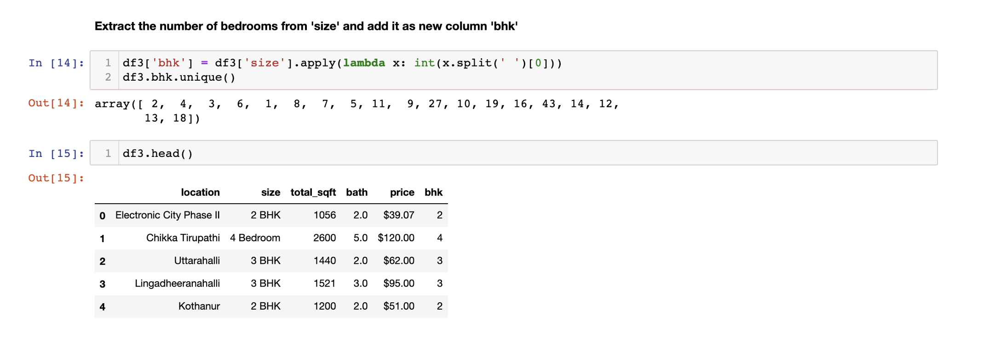 Extract the number of bedrooms from 'size' and add it as new column 'bhk'
In [14]:
1 df3['bhk'] = df3['size'].apply(lambda x: int(x.split(' ')[0]))
2 df3.bhk.unique()
Out[14]: array([ 2,  4,  3,  6,  1,  8,  7,  5, 11,  9, 27, 10, 19, 16, 43, 14, 12,
13, 18])
In [15]: 1 df3.head()
Out[15]:
location size total_sqft bath price bhk
0 Electronic City Phase II 2 BHK 1056 2.0 $39.07 2
1 Chikka Tirupathi 4 Bedroom 2600 5.0 $120.00 4
2 Uttarahalli 3 BHK 1440 2.0 $62.00 3
3 Lingadheeranahalli 3 BHK 1521 3.0 $95.00 3
4 Kothanur 2 BHK 1200 2.0 $51.00 2